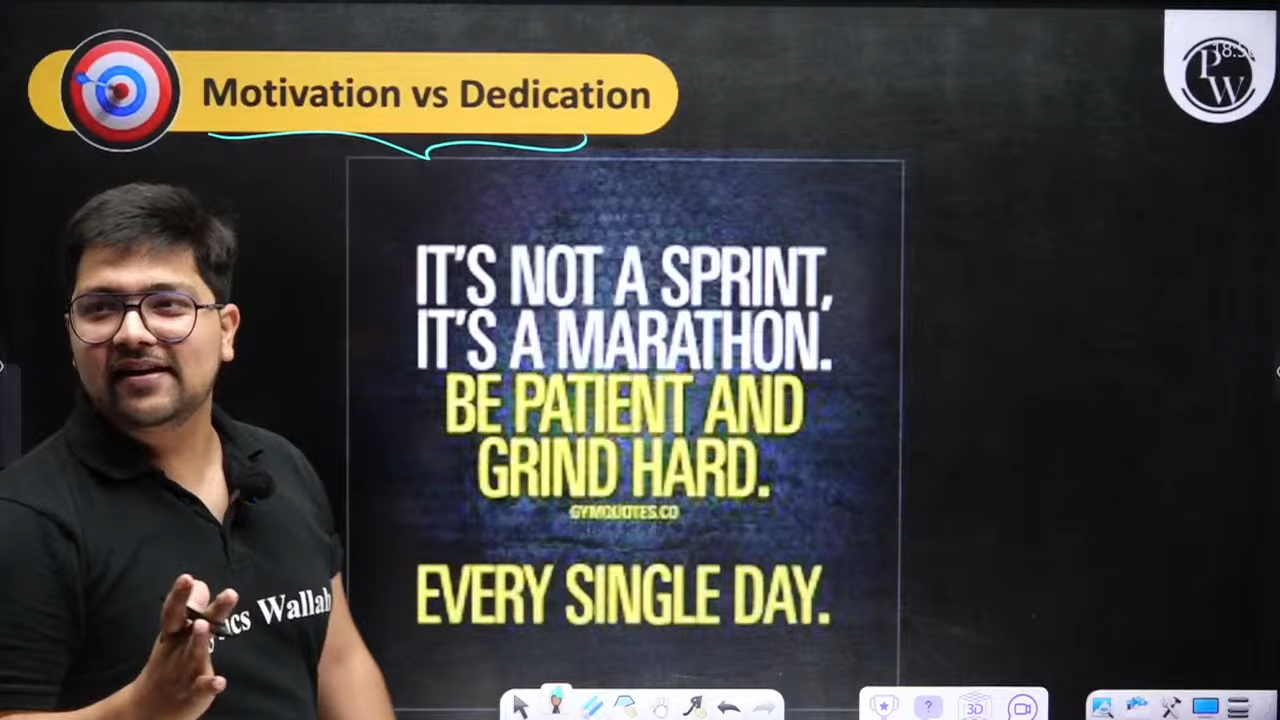 Motivation vs Dedication
P
W
IT'S NOT A SPRINT,
IT'S A MARATHON.
BE PATIENT AND
GRIND HARD.
GYMQUOTES.CO
EVERY SINGLE DAY.
Wallah
?
3D